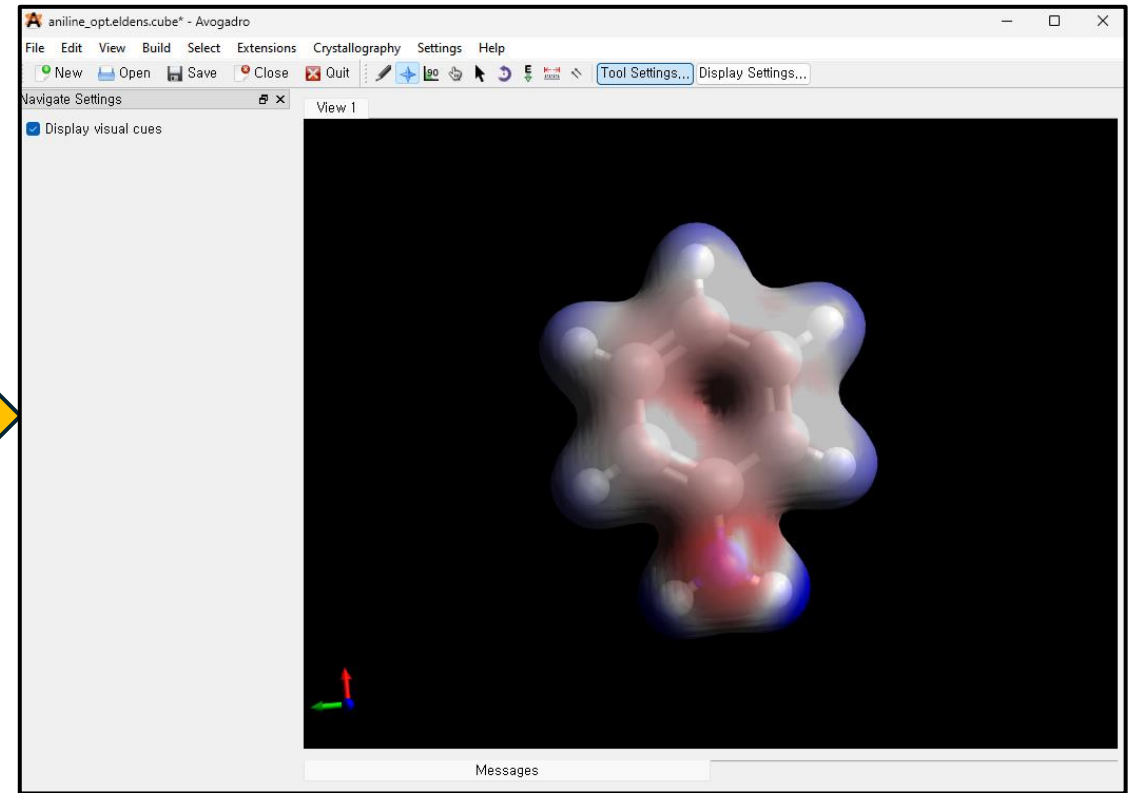 aniline_opt.eldens.cube* - Avogadro
File Edit View Build Select Extensions Crystallography Settings Help
New Open Save Close Quit 90 E Tool Settings... Display Settings...
Navigate Settings
View 1
Display visual cues
Messages